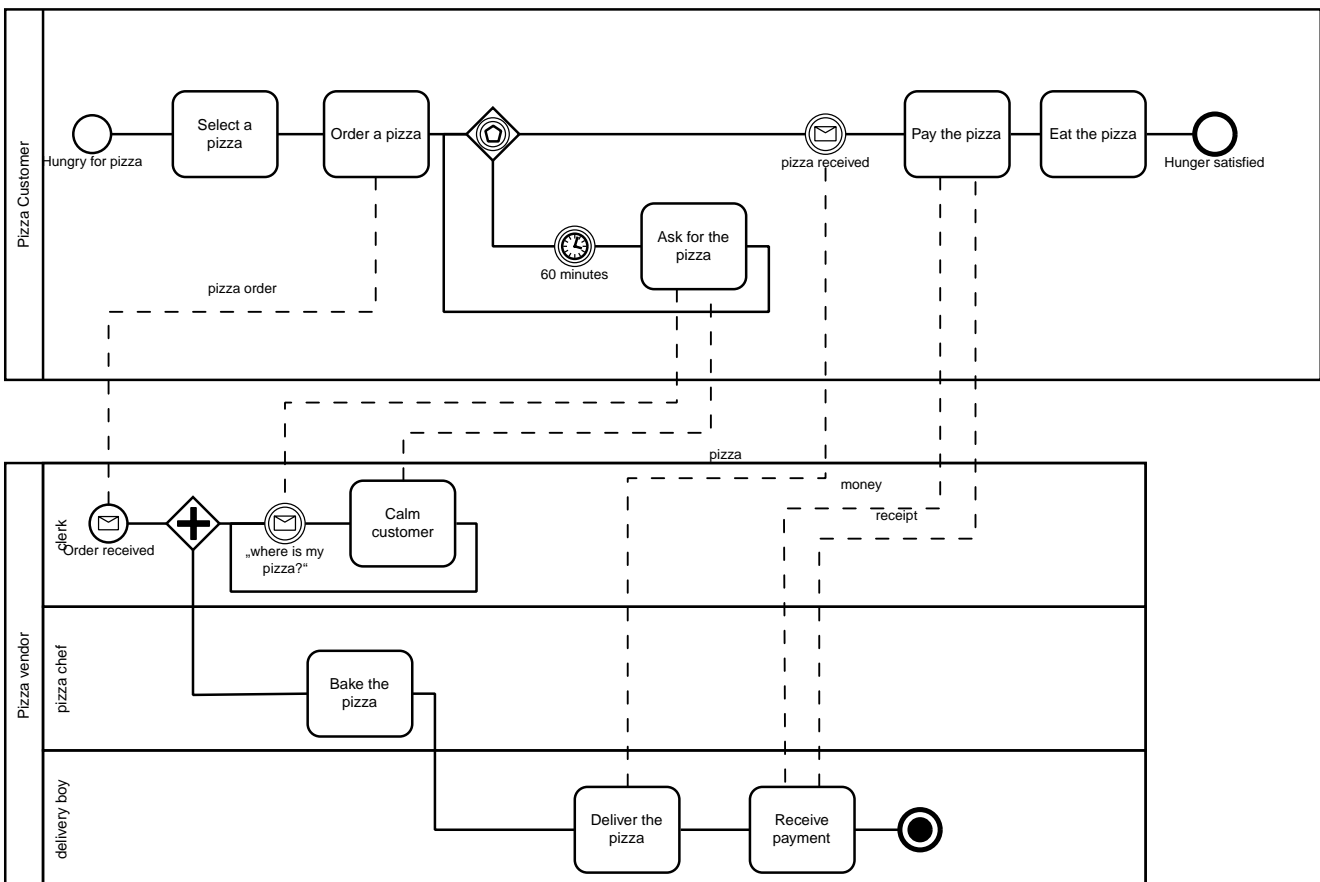 Pizza Customer
Hungry for pizza
Select a
pizza
Order a pizza
60 minutes
Ask for the
pizza
pizza received
Pay the pizza
Eat the pizza
Hunger satisfied
pizza order
pizza
money
receipt
Pizza vendor
clerk
Order received
„where is my
pizza?“
Calm
customer
pizza chef
Bake the
pizza
delivery boy
Deliver the
pizza
Receive
payment